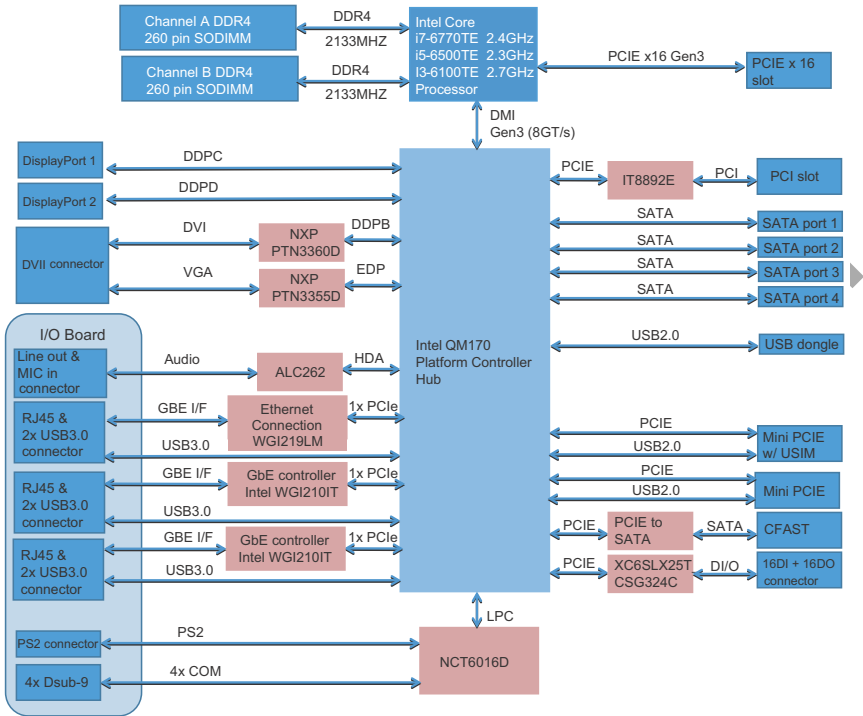 Channel A DDR4
260 pin SODIMM
DDR4
2133MHZ
Channel B DDR4
260 pin SODIMM
DDR4
2133MHZ
Intel Core
i7-6770TE 2.4GHz
i5-6500TE 2.3GHz
I3-6100TE 2.7GHz
Processor
PCIE x16 Gen3
PCIE x 16
slot
DMI
Gen3 (8GT/s)
DisplayPort 1
DDPC
DisplayPort 2
DDPD
DVII connector
DVI
NXP
PTN3360D
DDPB
VGA
NXP
PTN3355D
EDP
Intel QM170
Platform Controller
Hub
PCIE
IT8892E
PCI
PCI slot
SATA
SATA port 1
SATA
SATA port 2
SATA
SATA port 3
SATA
SATA port 4
USB2.0
USB dongle
I/O Board
Line out &
MIC in
connector
Audio
ALC262
HDA
RJ45 &
2x USB3.0
connector
GBE I/F
Ethernet
Connection
WGI219LM
1x PCIe
USB3.0
RJ45 &
2x USB3.0
connector
GBE I/F
GbE controller
Intel WGI210IT
1x PCIe
USB3.0
RJ45 &
2x USB3.0
connector
GBE I/F
GbE controller
Intel WGI210IT
1x PCIe
USB3.0
PCIE
USB2.0
Mini PCIE
w/ USIM
PCIE
USB2.0
Mini PCIE
PCIE
PCIE to
SATA
SATA
CFAST
PCIE
XC6SLX25T
CSG324C
DI/O
16DI + 16DO
connector
LPC
PS2 connector
PS2
NCT6016D
4x Dsub-9
4x COM